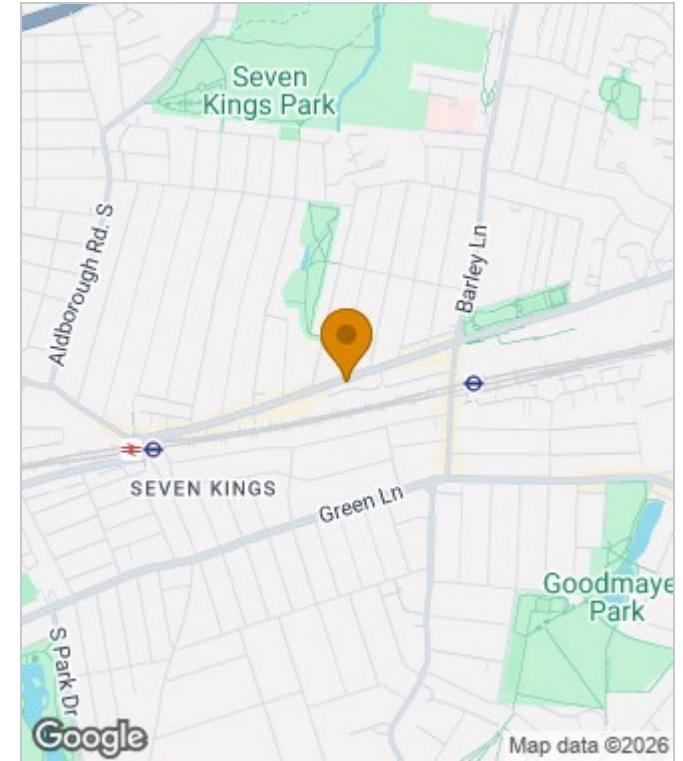 Seven
Kings Park
Aldborough Rd. S
Barley Ln
SEVEN KINGS
Green Ln
Goodmaye
Park
S Park Dr
Google
Map data ©2026